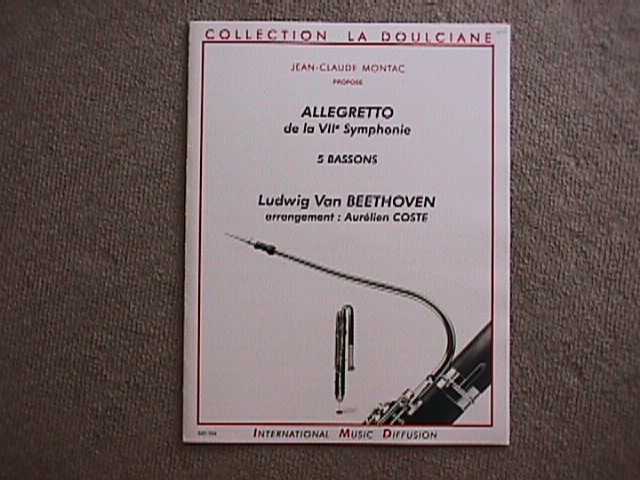 COLLECTION LA DOULCIANE
JEAN-CLAUDE MONTAC
PROPOSE
ALLEGRETTO
de la VIIe Symphonie
5 BASSONS
Ludwig Van BEETHOVEN
arrangement : Aurélien COSTE
INTERNATIONAL MUSIC DIFFUSION